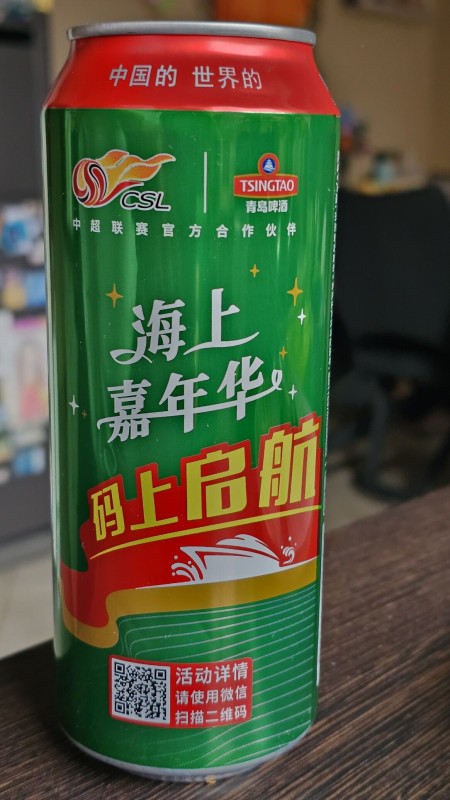 中国的 世界的
CSL
TSINGTAO
青岛啤酒
中超联赛官方合作伙伴
海上
嘉年华
码上启航
活动详情
请使用微信
扫描二维码